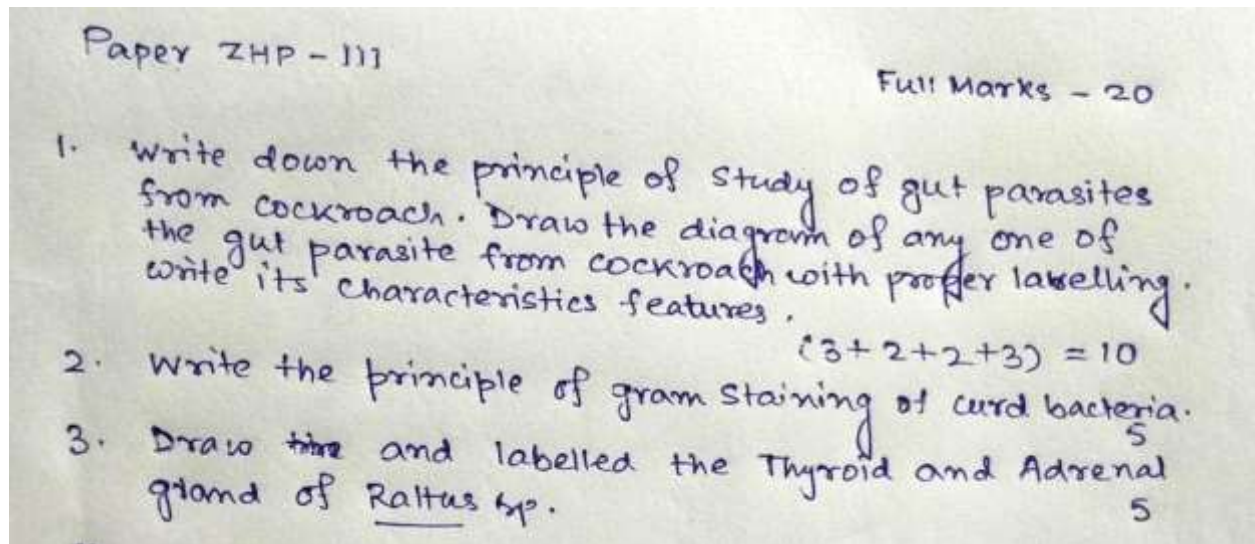 Paper ZHP - III
Full Marks - 20
1. Write down the principle of study of gut parasites
from cockroach. Draw the diagram of any one of
the gut parasite from cockroach with proper labelling.
write its characteristics features.
(3+2+2+3) = 10
2. Write the principle of gram staining of curd bacteria.
5
3. Draw and labelled the Thyroid and Adrenal
gland of Rattus sp.
5